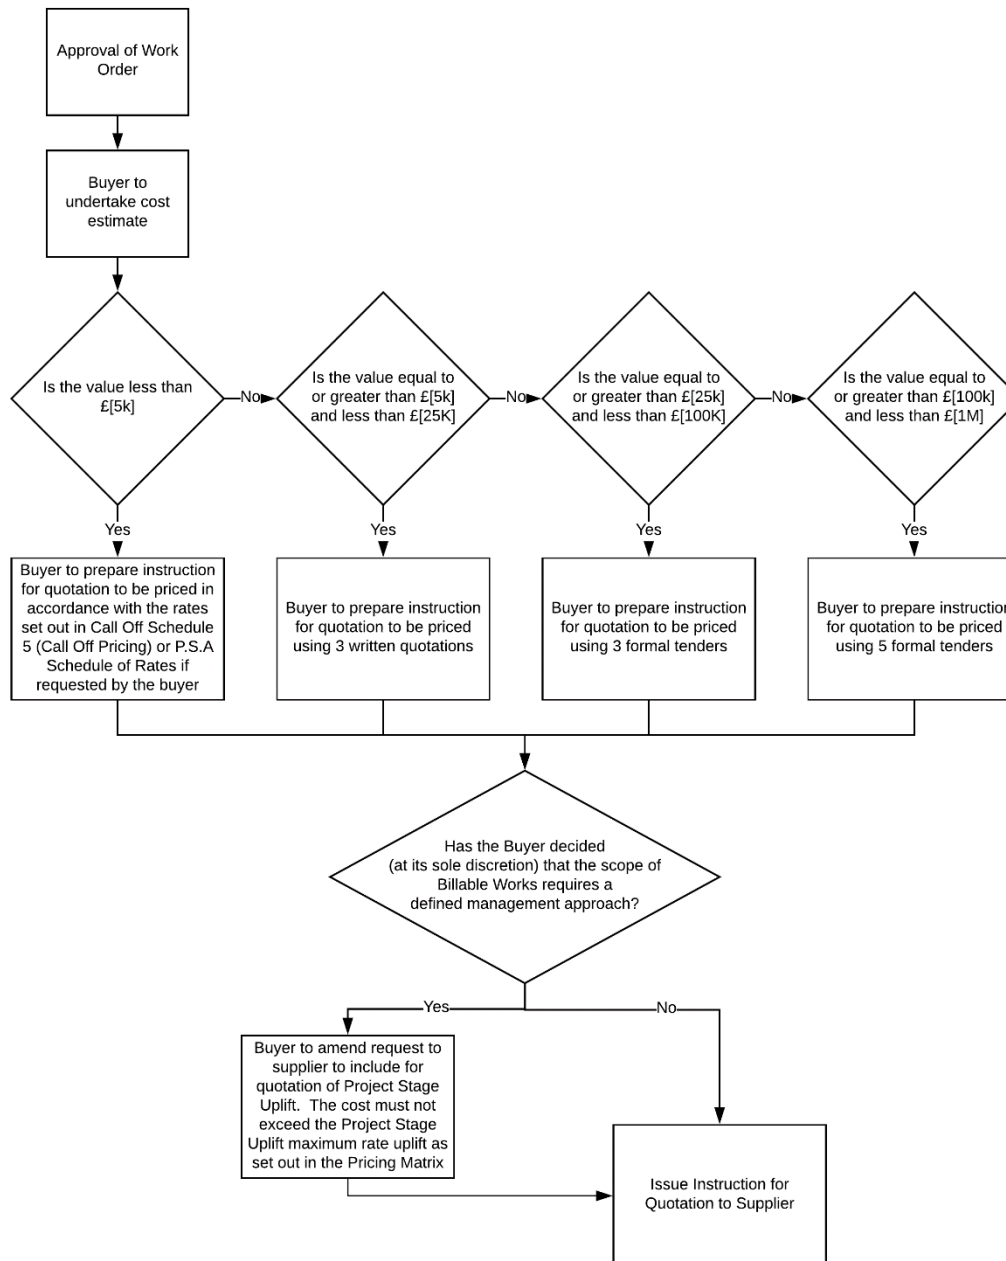 Approval of Work
Order
Buyer to
undertake cost
estimate
Is the value less than
£[5k]
No
Is the value equal to
or greater than £[5k]
and less than £[25K]
No
Is the value equal to
or greater than £[25k]
and less than £[100K]
No
Is the value equal to
or greater than £[100k]
and less than £[1M]
Yes
Yes
Yes
Yes
Buyer to prepare instruction
for quotation to be priced in
accordance with the rates
set out in Call Off Schedule
5 (Call Off Pricing) or P.S.A
Schedule of Rates if
requested by the buyer
Buyer to prepare instruction
for quotation to be priced
using 3 written quotations
Buyer to prepare instruction
for quotation to be priced
using 3 formal tenders
Buyer to prepare instruction
for quotation to be priced
using 5 formal tenders
Has the Buyer decided
(at its sole discretion) that the scope of
Billable Works requires a
defined management approach?
Yes
No
Buyer to amend request to
supplier to include for
quotation of Project Stage
Uplift. The cost must not
exceed the Project Stage
Uplift maximum rate uplift as
set out in the Pricing Matrix
Issue Instruction for
Quotation to Supplier